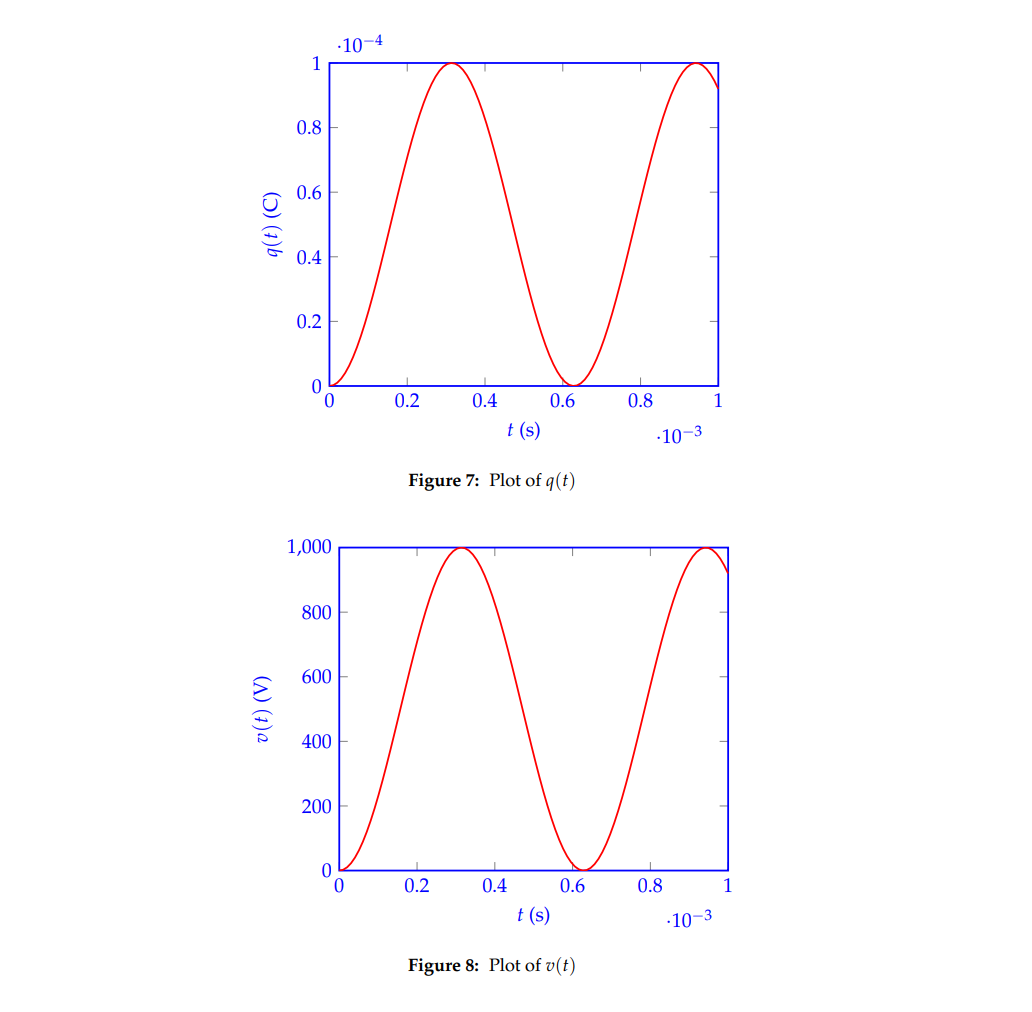 ·10−4
1
0.8
0.6
0.4
0.2
0
q(t) (C)
0 0.2 0.4 0.6 0.8 1
t (s)
·10−3
Figure 7: Plot of q(t)
1,000
800
600
400
200
0
v(t) (V)
0 0.2 0.4 0.6 0.8 1
t (s)
·10−3
Figure 8: Plot of v(t)